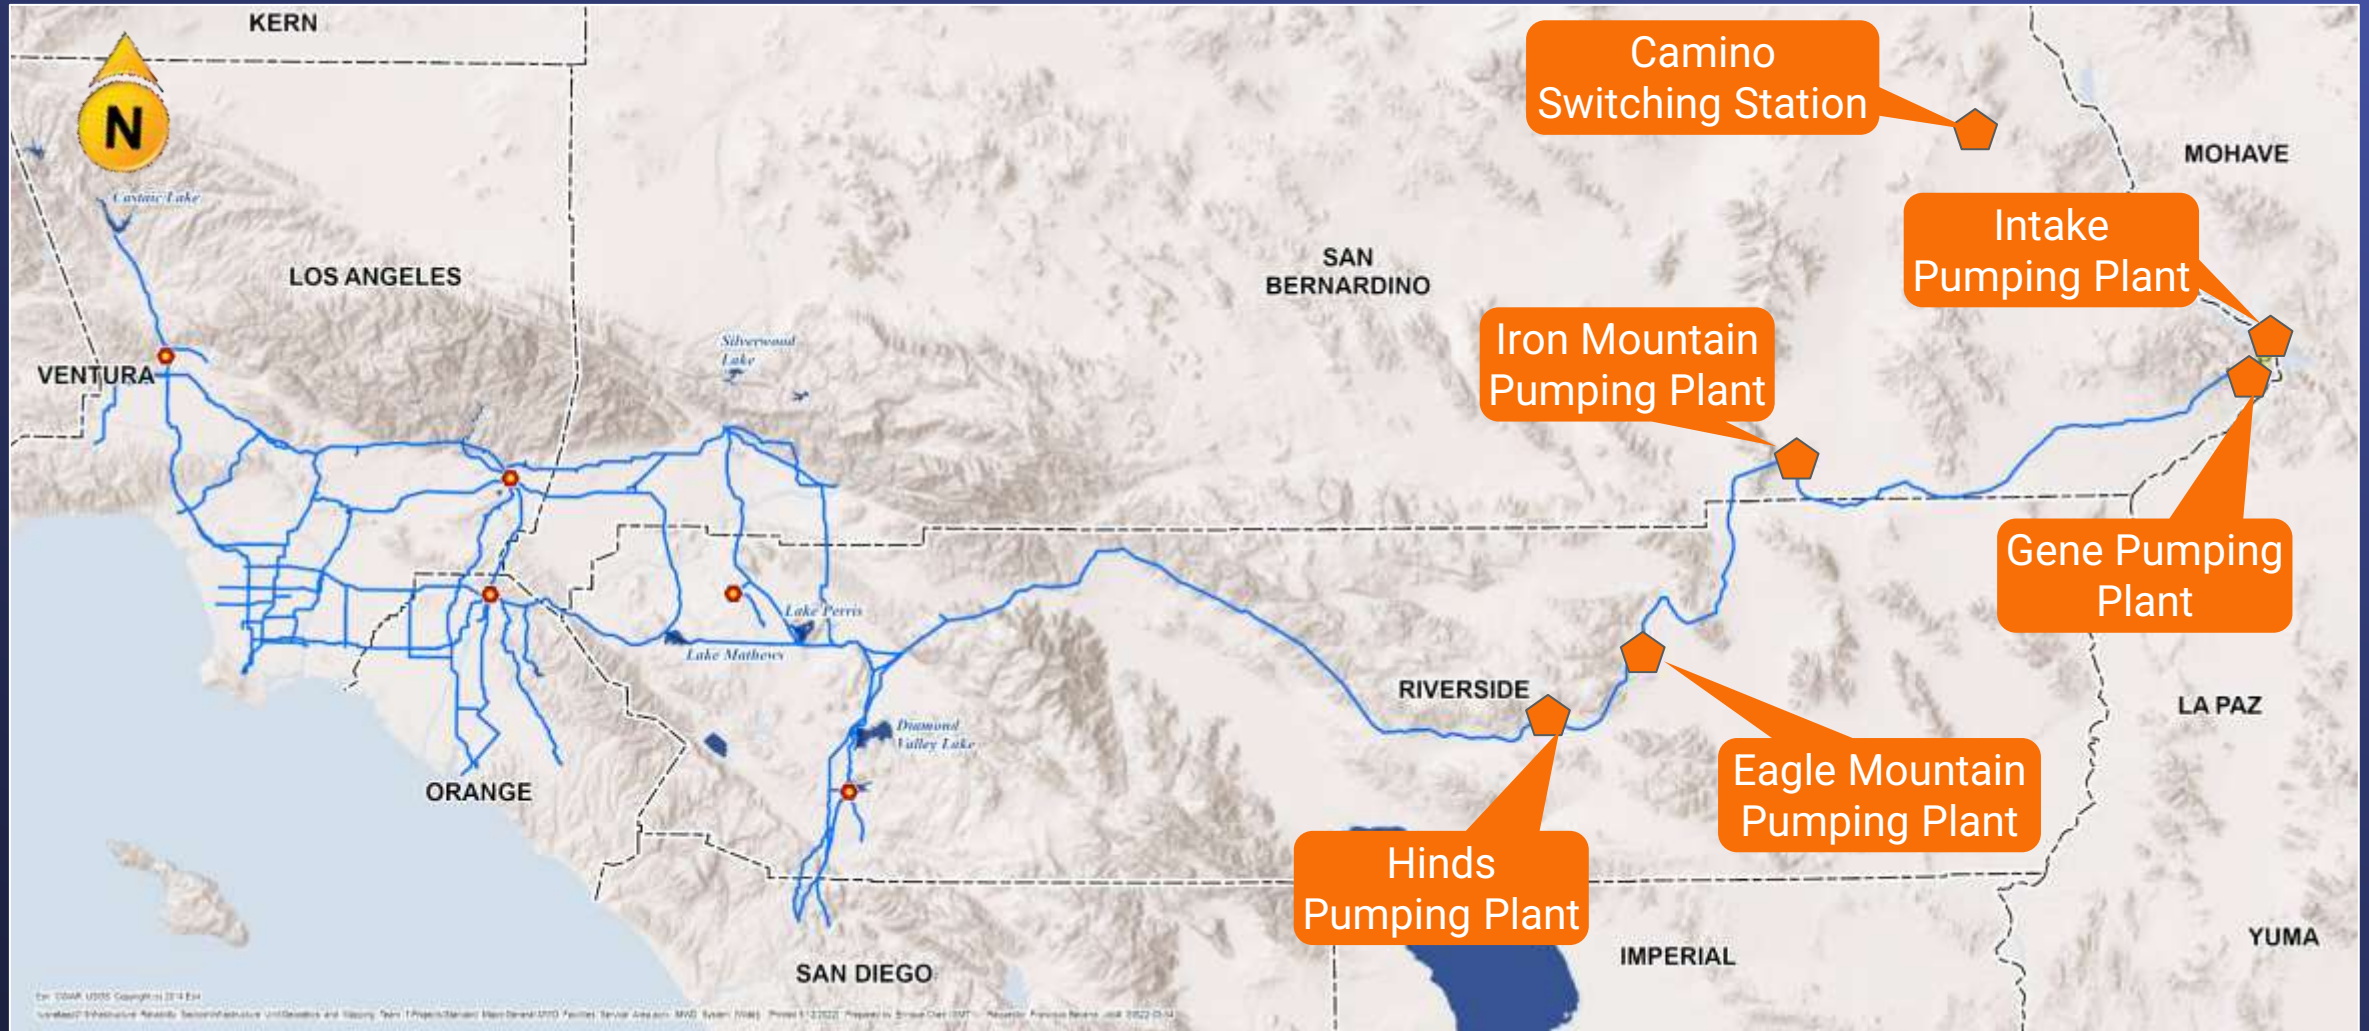 KERN
N
Castaic Lake
LOS ANGELES
VENTURA
Silverwood
Lake
SAN
BERNARDINO
Camino
Switching Station
MOHAVE
Intake
Pumping Plant
Iron Mountain
Pumping Plant
Gene Pumping
Plant
Lake Perris
Lake Mathews
RIVERSIDE
LA PAZ
Diamond
Valley Lake
Eagle Mountain
Pumping Plant
ORANGE
Hinds
Pumping Plant
SAN DIEGO
IMPERIAL
YUMA